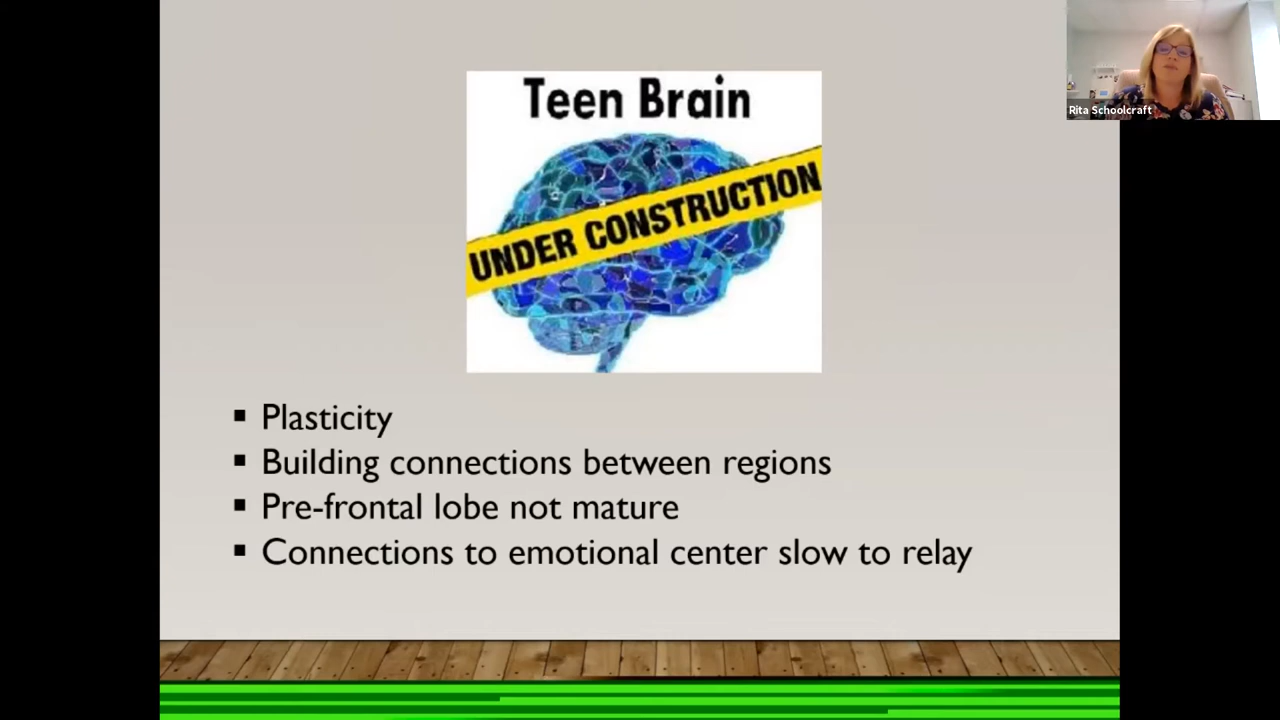 Teen Brain
UNDER CONSTRUCTION
Rita Schoolcraft
▪ Plasticity
▪ Building connections between regions
▪ Pre-frontal lobe not mature
▪ Connections to emotional center slow to relay